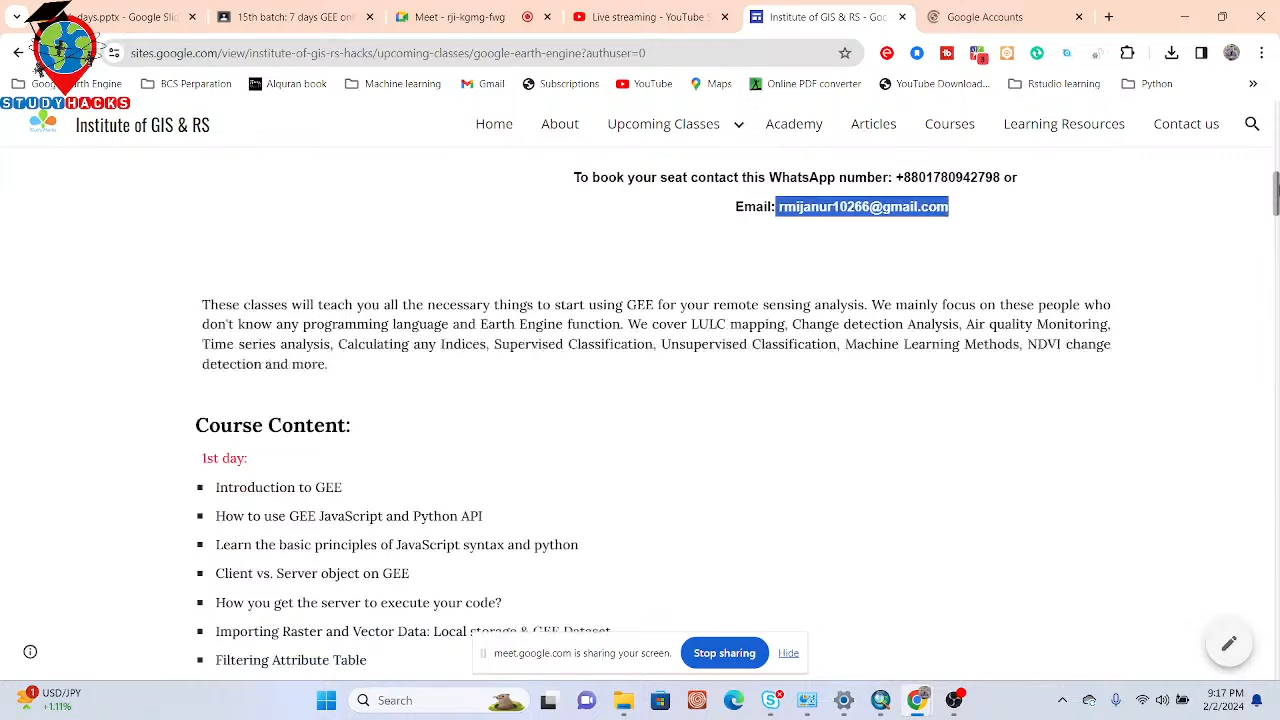 days.pptx - Google Slid
15th batch: 7 day GEE onl
Meet - rji-
Live streaming - YouTube S
Institute of GIS & RS - Goo
Google Accounts
sites.google.com/view/institute-of-gis-rs-hacks/upcoming-classes/google-earth-engine?authuser=0
3
Engine
BCS Preparation
Alquran book
Machine learning
Gmail
Subscriptions
YouTube
Maps
Online PDF converter
YouTube Download...
Rstudio learning
Python
»
STUDYHACKS
Institute of GIS & RS
Home
About
Upcoming Classes
Academy
Articles
Courses
Learning Resources
Contact us
To book your seat contact this WhatsApp number: +8801780942798 or
Email: rmijanur10266@gmail.com
These classes will teach you all the necessary things to start using GEE for your remote sensing analysis. We mainly focus on these people who
don't know any programming language and Earth Engine function. We cover LULC mapping, Change detection Analysis, Air quality Monitoring,
Time series analysis, Calculating any Indices, Supervised Classification, Unsupervised Classification, Machine Learning Methods, NDVI change
detection and more.
Course Content:
1st day:
Introduction to GEE
How to use GEE JavaScript and Python API
Learn the basic principles of JavaScript syntax and python
Client vs. Server object on GEE
How you get the server to execute your code?
Importing Raster and Vector Data: Local storage & GEE Dataset
Filtering Attribute Table
meet.google.com is sharing your screen.
Stop sharing
Hide
1
USD/JPY
+1.11%
Search
9:17 PM
2/2/2024